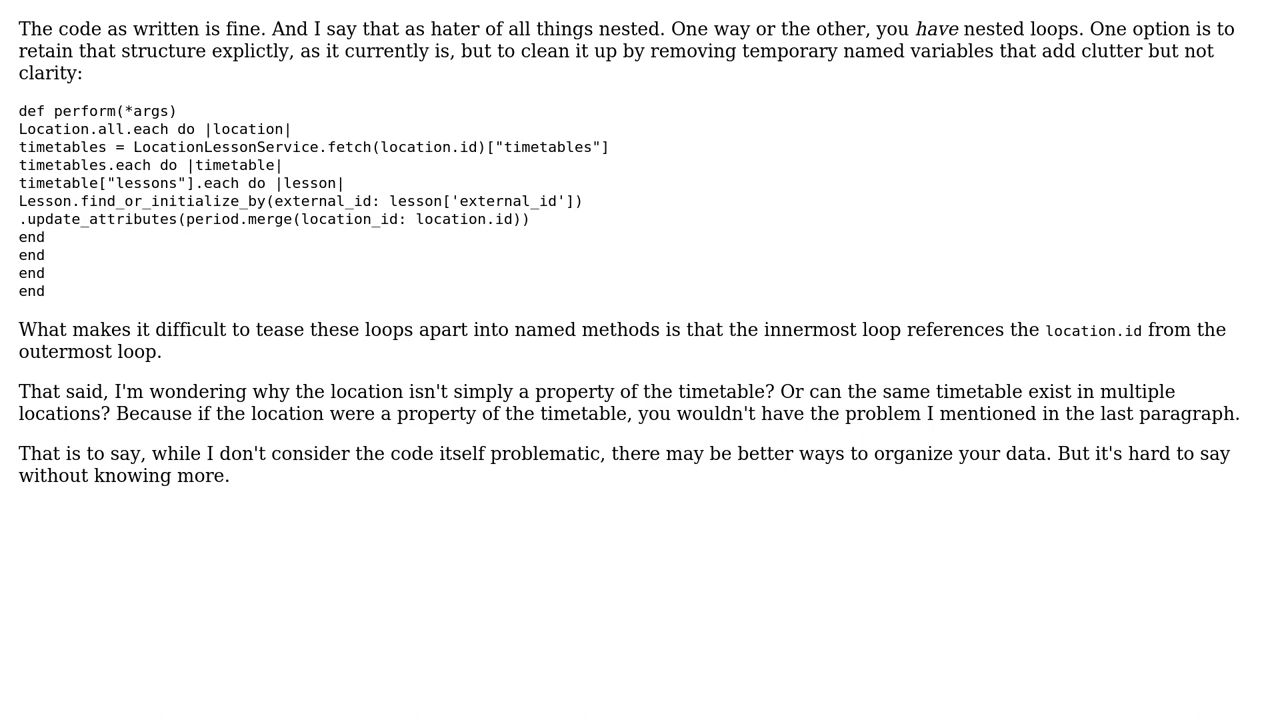 The code as written is fine. And I say that as hater of all things nested. One way or the other, you have nested loops. One option is to
retain that structure explictly, as it currently is, but to clean it up by removing temporary named variables that add clutter but not
clarity:
def perform(*args)
Location.all.each do |location|
timetables = LocationLessonService.fetch(location.id)["timetables"]
timetables.each do |timetable|
timetable["lessons"].each do |lesson|
Lesson.find_or_initialize_by(external_id: lesson['external_id'])
.update_attributes(period.merge(location_id: location.id))
end
end
end
end
What makes it difficult to tease these loops apart into named methods is that the innermost loop references the location.id from the
outermost loop.
That said, I'm wondering why the location isn't simply a property of the timetable? Or can the same timetable exist in multiple
locations? Because if the location were a property of the timetable, you wouldn't have the problem I mentioned in the last paragraph.
That is to say, while I don't consider the code itself problematic, there may be better ways to organize your data. But it's hard to say
without knowing more.